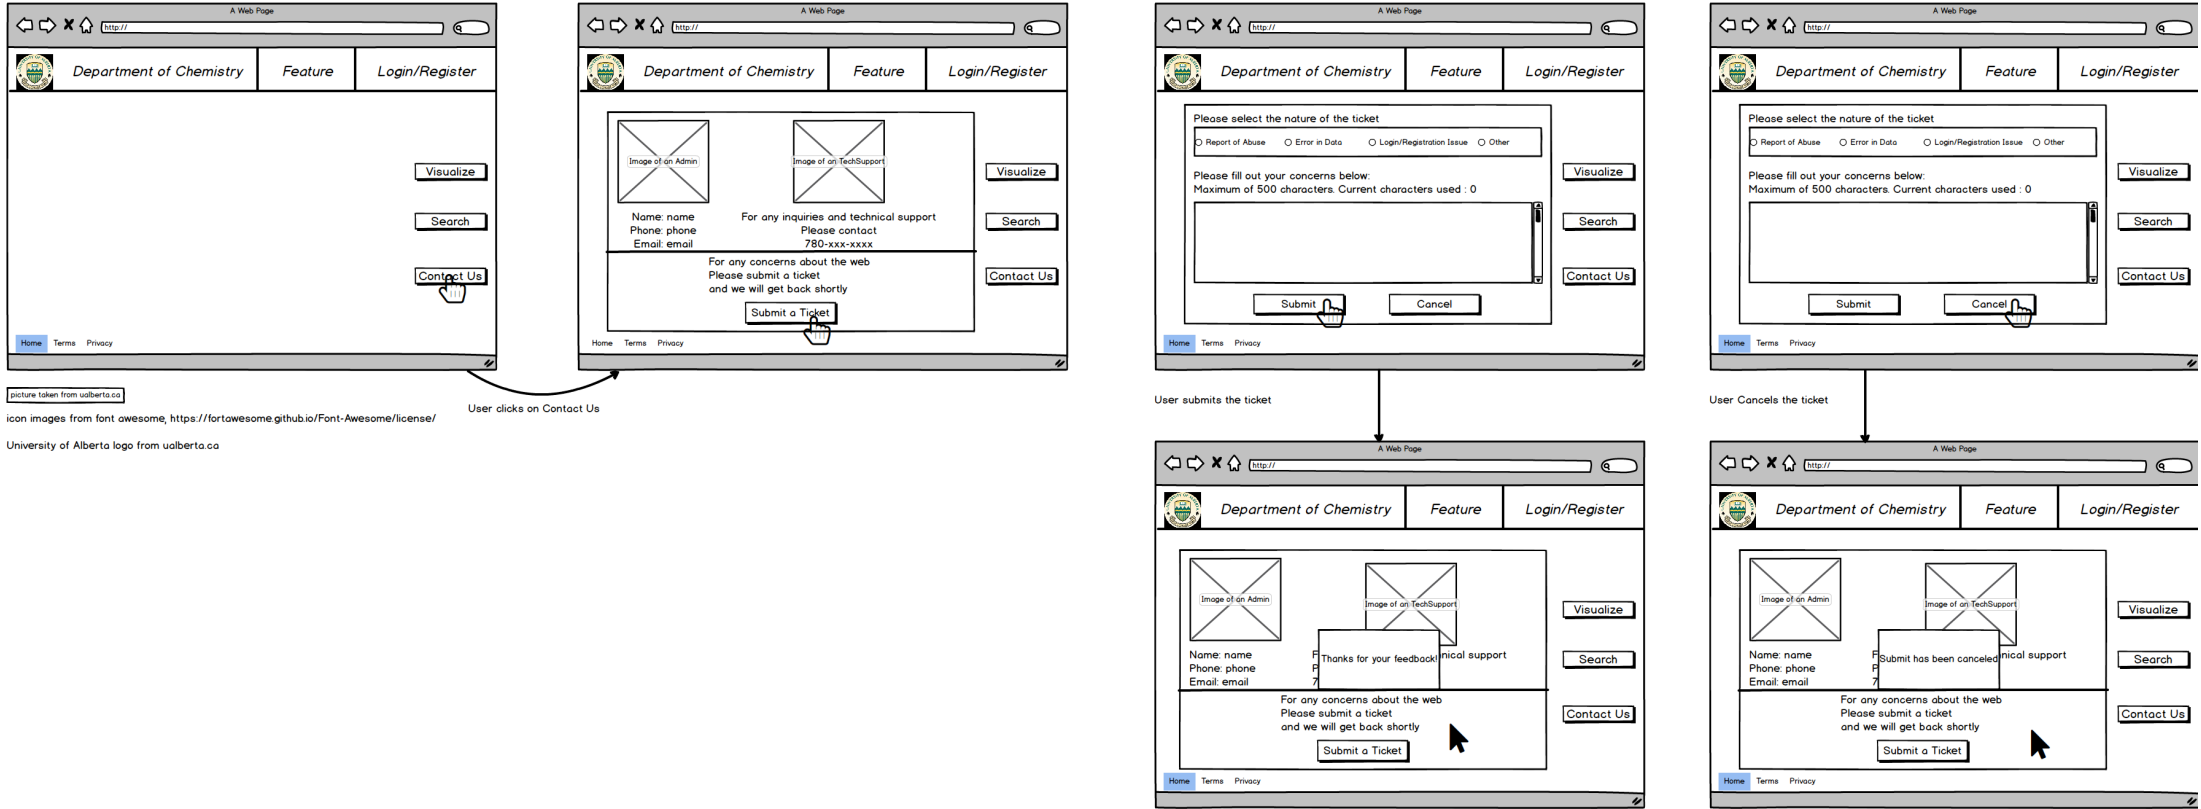 A Web Page
http://
Department of Chemistry
Feature
Login/Register
Visualize
Search
Contact Us
Home
Terms
Privacy
picture taken from ualberta.ca
icon images from font awesome, https://fortawesome.github.io/Font-Awesome/license/
University of Alberta logo from ualberta.ca
User clicks on Contact Us
A Web Page
http://
Department of Chemistry
Feature
Login/Register
Image of an Admin
Image of an TechSupport
Name: name
Phone: phone
Email: email
For any inquiries and technical support
Please contact
780-xxx-xxxx
For any concerns about the web
Please submit a ticket
and we will get back shortly
Submit a Ticket
Visualize
Search
Contact Us
Home
Terms
Privacy
A Web Page
http://
Department of Chemistry
Feature
Login/Register
Please select the nature of the ticket
Report of Abuse
Error in Data
Login/Registration Issue
Other
Please fill out your concerns below:
Maximum of 500 characters. Current characters used : 0
Submit
Cancel
Visualize
Search
Contact Us
Home
Terms
Privacy
User submits the ticket
A Web Page
http://
Department of Chemistry
Feature
Login/Register
Please select the nature of the ticket
Report of Abuse
Error in Data
Login/Registration Issue
Other
Please fill out your concerns below:
Maximum of 500 characters. Current characters used : 0
Submit
Cancel
Visualize
Search
Contact Us
Home
Terms
Privacy
User Cancels the ticket
A Web Page
http://
Department of Chemistry
Feature
Login/Register
Image of an Admin
Image of an TechSupport
Name: name
Phone: phone
Email: email
Thanks for your feedback!
nical support
For any concerns about the web
Please submit a ticket
and we will get back shortly
Submit a Ticket
Visualize
Search
Contact Us
Home
Terms
Privacy
A Web Page
http://
Department of Chemistry
Feature
Login/Register
Image of an Admin
Image of an TechSupport
Name: name
Phone: phone
Email: email
Submit has been canceled
nical support
For any concerns about the web
Please submit a ticket
and we will get back shortly
Submit a Ticket
Visualize
Search
Contact Us
Home
Terms
Privacy